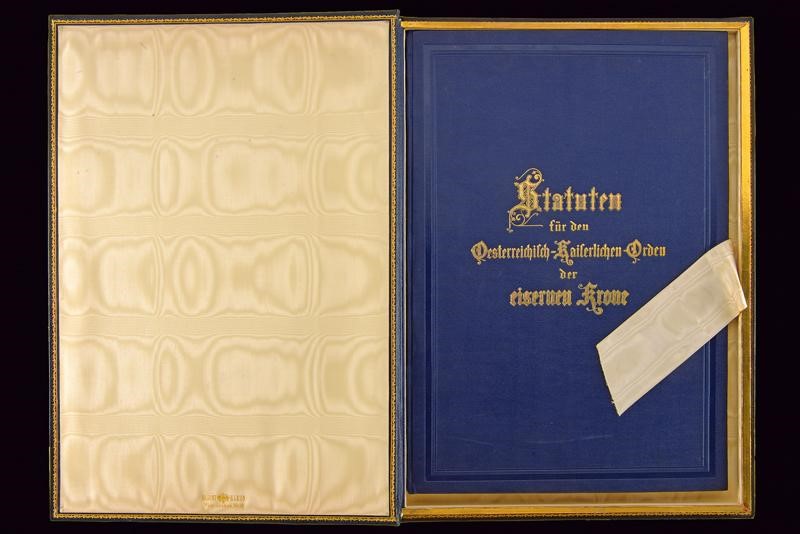 Statuten
für den
Oesterreichisch-Kaiserlichen-Orden
der
eisernen Krone